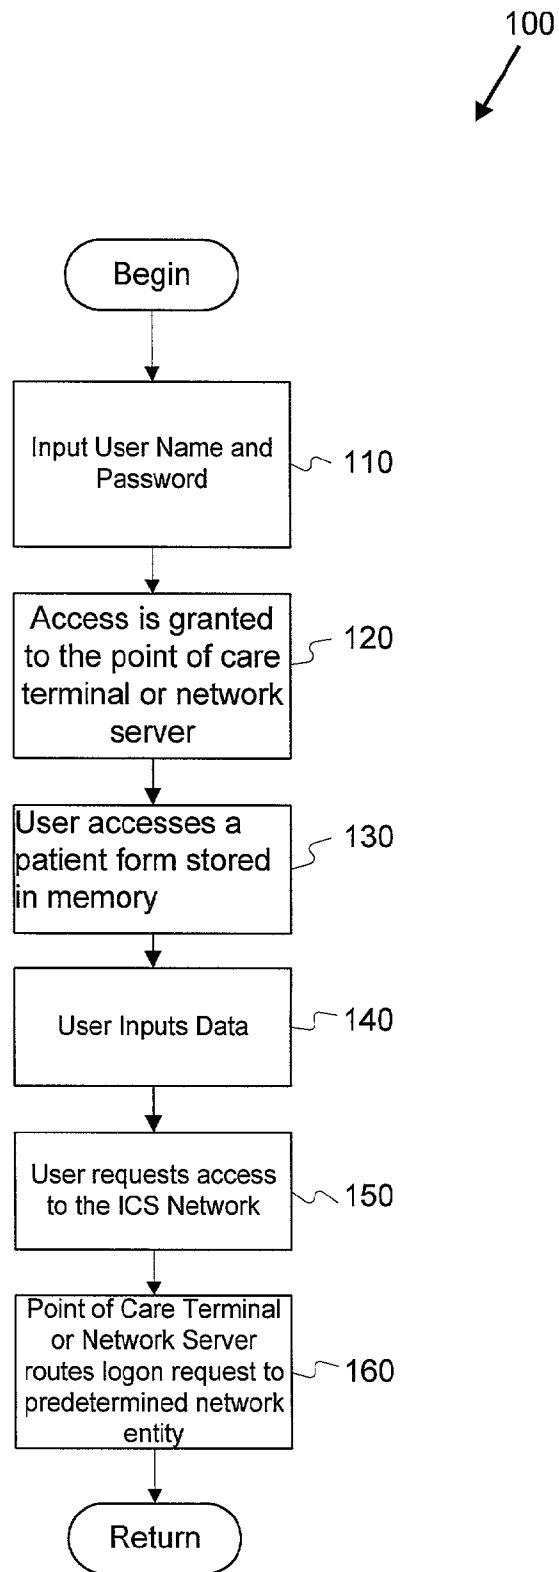 100
Begin
Input User Name and
Password
110
Access is granted
to the point of care
terminal or network
server
120
User accesses a
patient form stored
in memory
130
User Inputs Data
140
User requests access
to the ICS Network
150
Point of Care Terminal
or Network Server
routes logon request to
predetermined network
entity
160
Return